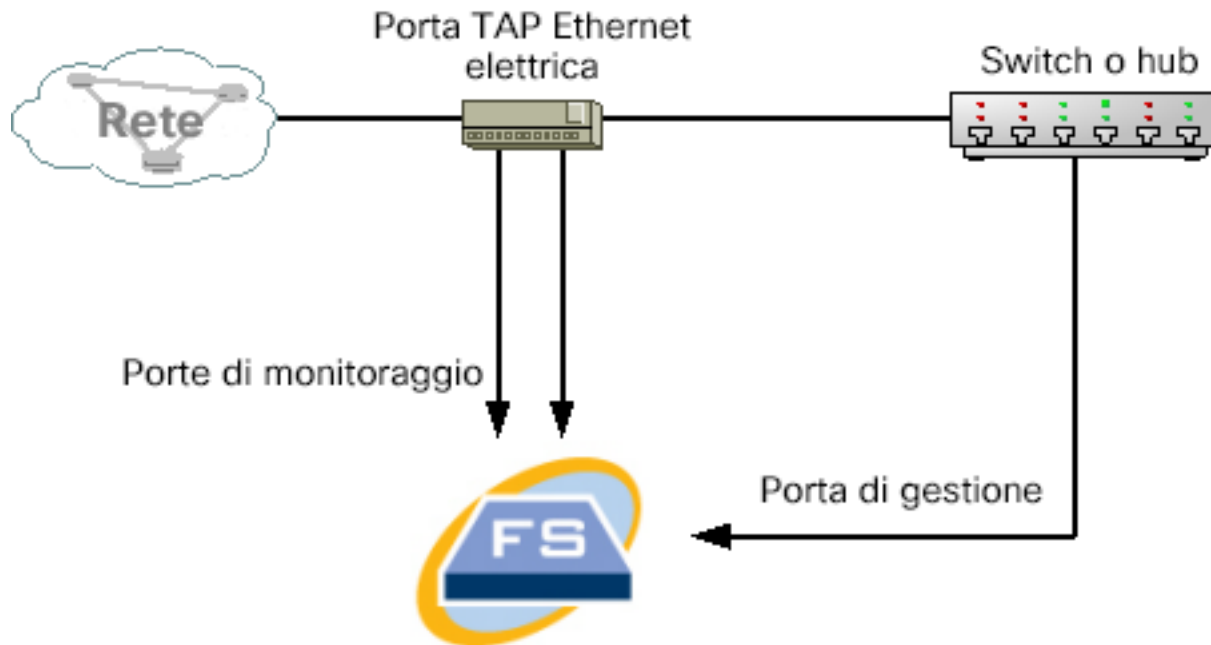 Porta TAP Ethernet
elettrica
Switch o hub
Rete
Porte di monitoraggio
Porta di gestione
FS